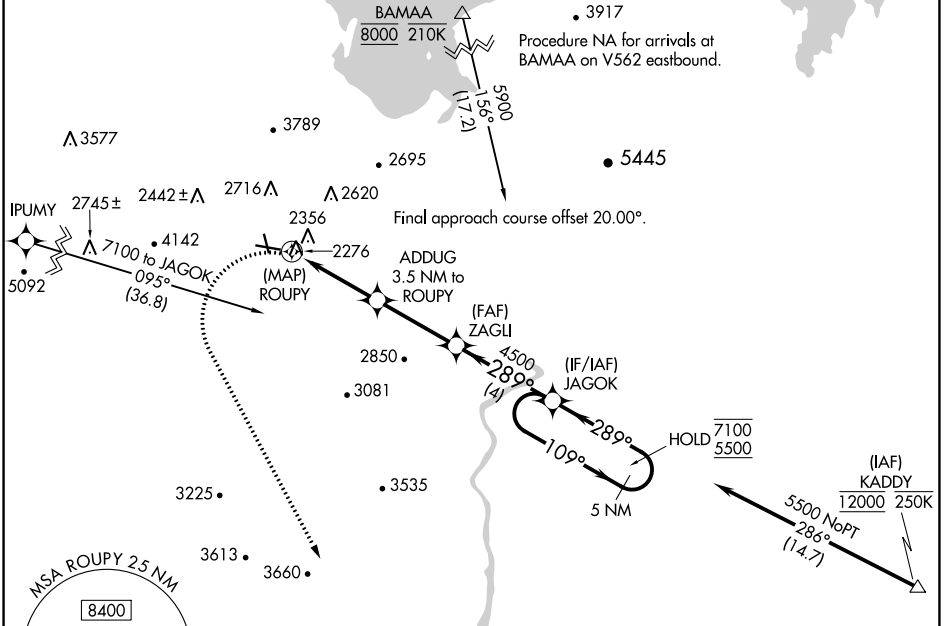 BAMAA
8000 210K
3917
Procedure NA for arrivals at
BAMAA on V562 eastbound.
5900
156°
(17.2)
3577
3789
2695
5445
2745±
2442±
2716
2620
IPUMY
2356
Final approach course offset 20.00°.
4142
2276
7100 to JAGOK
095°
(36.8)
5092
(MAP)
ROUPY
ADDUG
3.5 NM to
ROUPY
(FAF)
ZAGLI
2850
4500
289°
(4)
(IF/IAF)
JAGOK
3081
289°
109°
HOLD 7100
5500
5 NM
(IAF)
KADDY
12000 250K
3225
3535
5500 NoPT
286°
(14.7)
3613
3660
MSA ROUPY 25 NM
8400